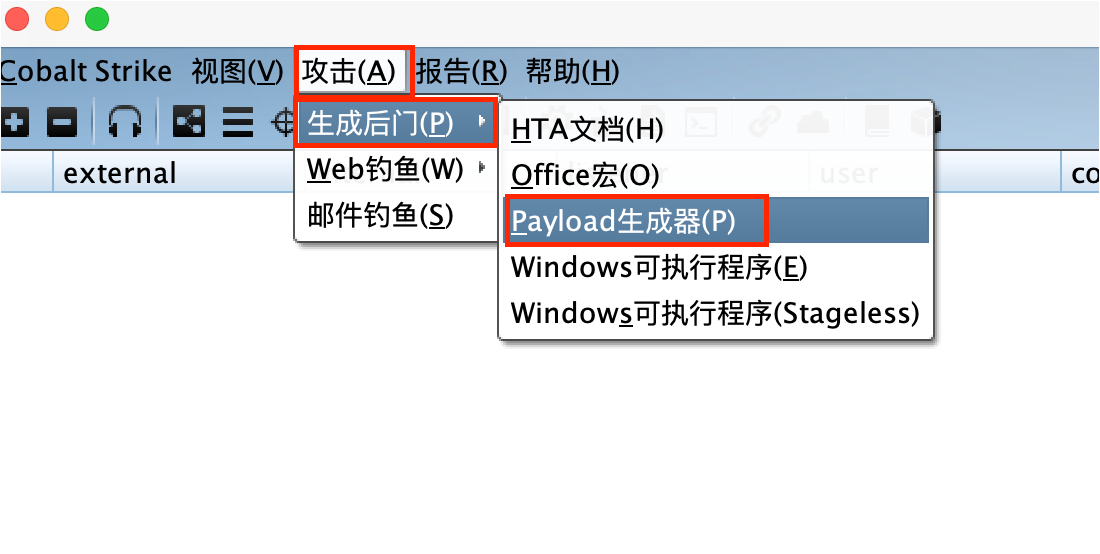 Cobalt Strike 视图(V) 攻击(A) 报告(R) 帮助(H)
生成后门(P)
Web钓鱼(W)
邮件钓鱼(S)
HTA文档(H)
Office宏(O)
Payload生成器(P)
Windows可执行程序(E)
Windows可执行程序(Stageless)
external
user
co